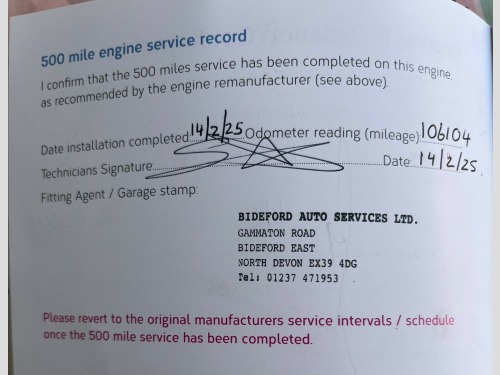 500 mile engine service record
I confirm that the 500 miles service has been completed on this engine,
as recommended by the engine remanufacturer (see above).
Date installation completed 14/2/25 Odometer reading (mileage) 106104
Technicians Signature: Date 14/2/25.
Fitting Agent / Garage stamp:
BIDEFORD AUTO SERVICES LTD.
GAMMATON ROAD
BIDEFORD EAST
NORTH DEVON EX39 4DG
Tel: 01237 471953
Please revert to the original manufacturers service intervals / schedule
once the 500 mile service has been completed.